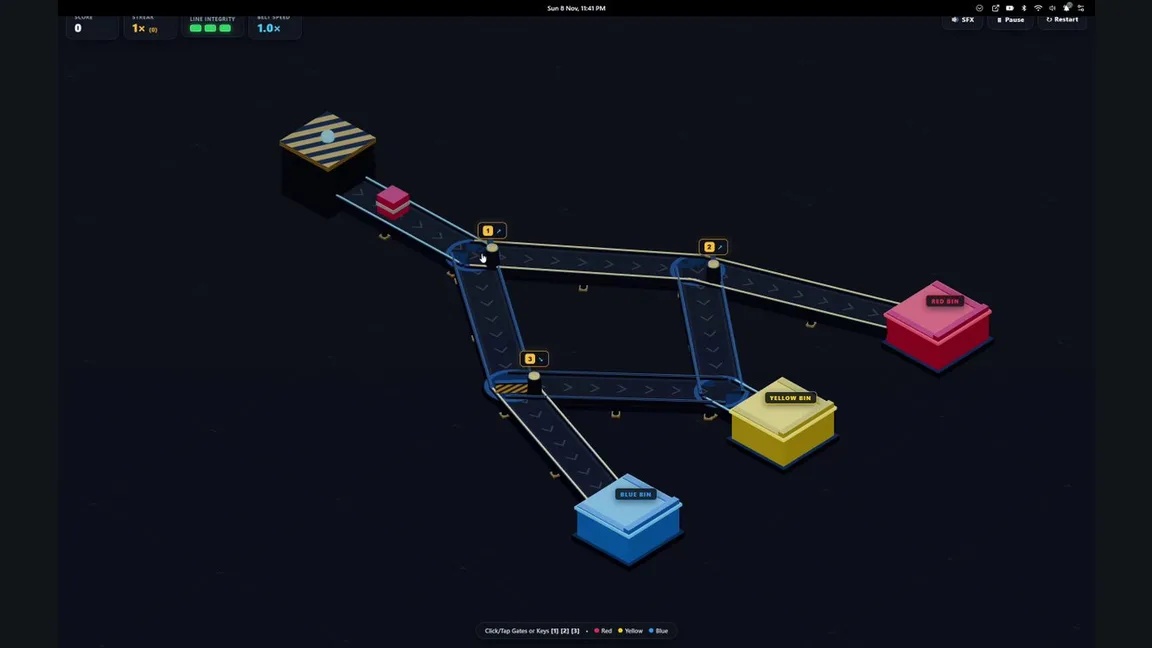 Sun 8 Nov, 11:41 PM
SCORE
0
STREAK
1× (0)
LINE INTEGRITY
BELT SPEED
1.0×
SFX
Pause
Restart
1 ↗
2 ↗
RED BIN
3 ↘
YELLOW BIN
BLUE BIN
Click/Tap Gates or Keys [1] [2] [3] • Red Yellow Blue